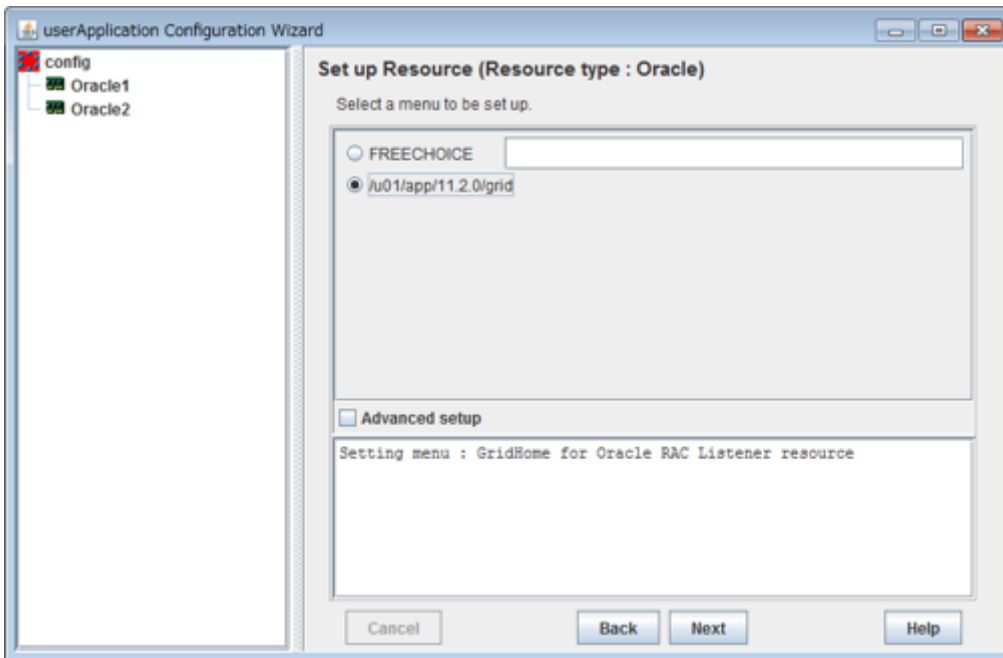 userApplication Configuration Wizard
config
Oracle1
Oracle2
Set up Resource (Resource type : Oracle)
Select a menu to be set up.
FREECHOICE
/u01/app/11.2.0/grid
Advanced setup
Setting menu : GridHome for Oracle RAC Listener resource
Cancel
Back
Next
Help